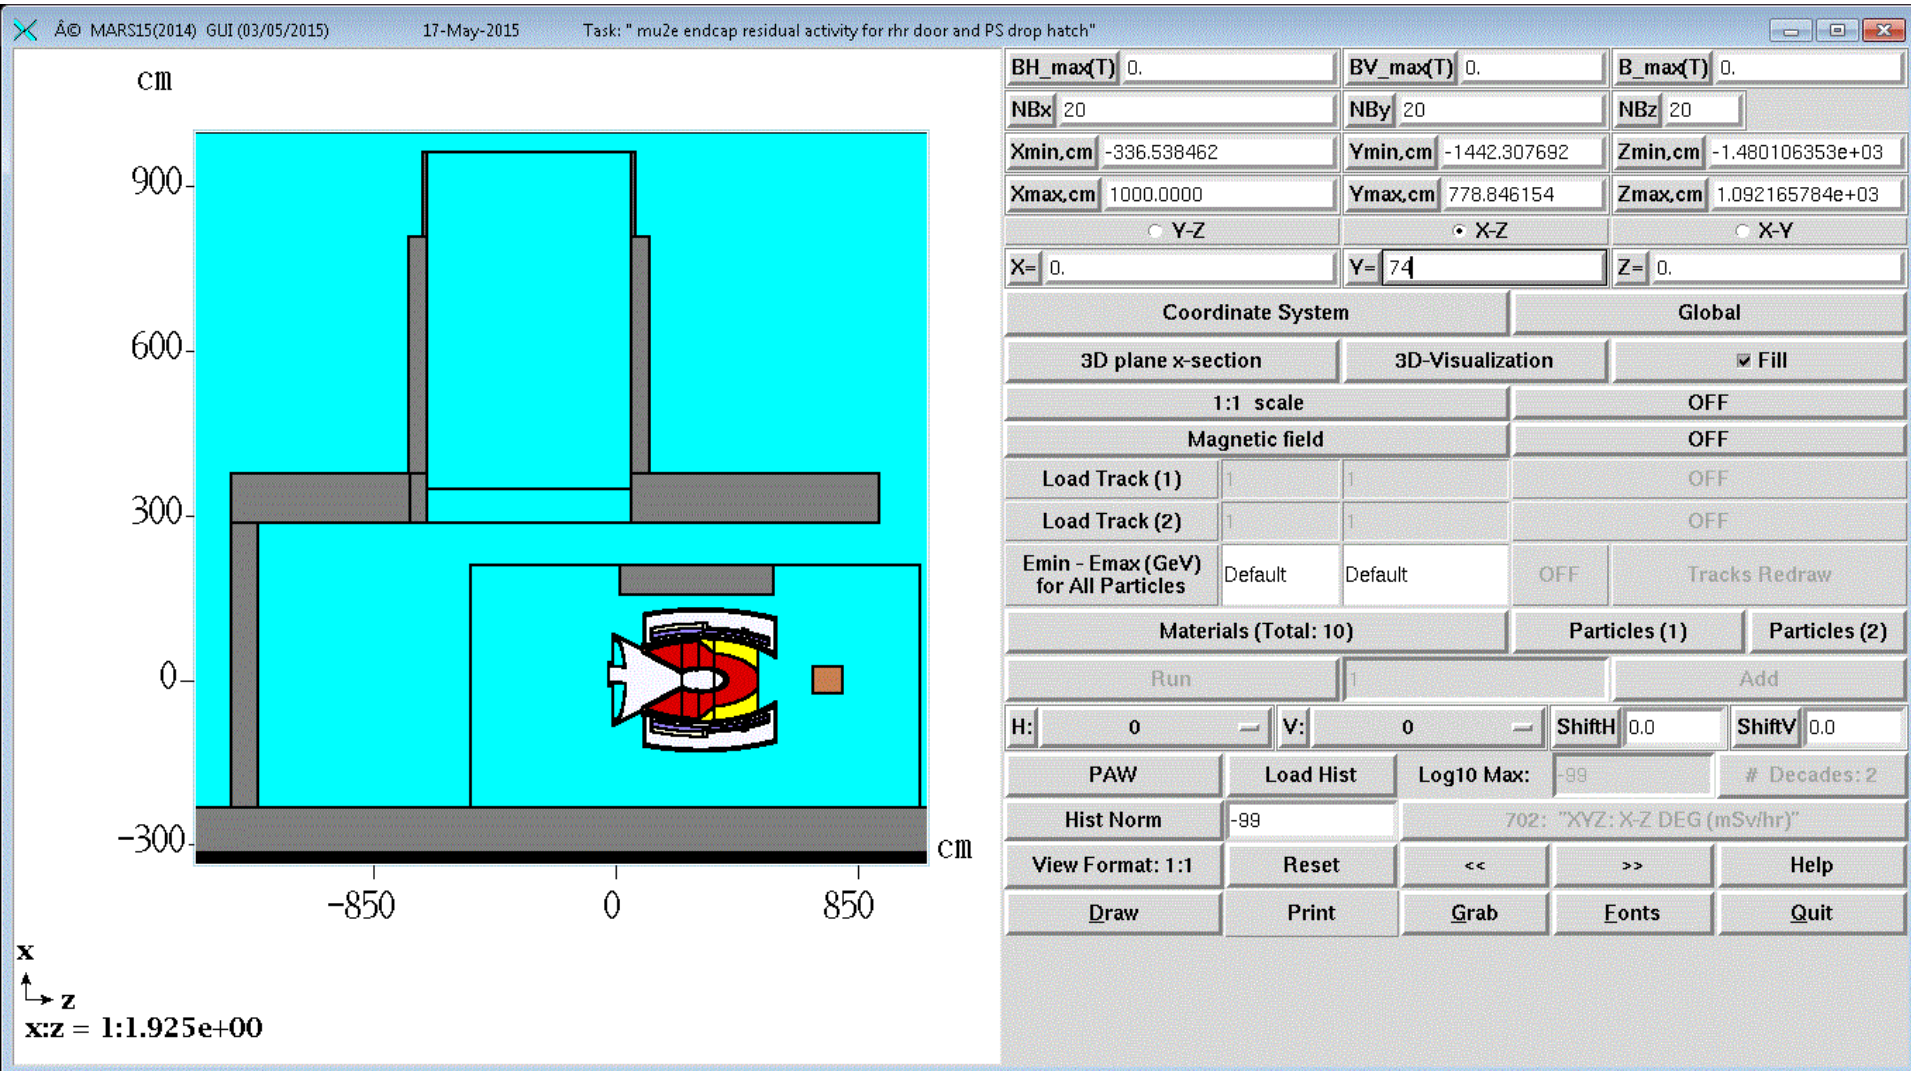 Â© MARS15(2014) GUI (03/05/2015) 17-May-2015 Task: " mu2e endcap residual activity for rhr door and PS drop hatch"
cm
900
600
300
0
-300
cm
-850 0 850
x
z
x:z = 1:1.925e+00
BH_max(T) 0. BV_max(T) 0. B_max(T) 0.
NBx 20 NBy 20 NBz 20
Xmin,cm -336.538462 Ymin,cm -1442.307692 Zmin,cm -1.480106353e+03
Xmax,cm 1000.0000 Ymax,cm 778.846154 Zmax,cm 1.092165784e+03
Y-Z X-Z X-Y
X= 0. Y= 74 Z= 0.
Coordinate System Global
3D plane x-section 3D-Visualization Fill
1:1 scale OFF
Magnetic field OFF
Load Track (1) 1 1 OFF
Load Track (2) 1 1 OFF
Emin - Emax (GeV)
for All Particles Default Default OFF Tracks Redraw
Materials (Total: 10) Particles (1) Particles (2)
Run 1 Add
H: 0 V: 0 ShiftH 0.0 ShiftV 0.0
PAW Load Hist Log10 Max: -99 # Decades: 2
Hist Norm -99 702: "XYZ: X-Z DEG (mSv/hr)"
View Format: 1:1 Reset << >> Help
Draw Print Grab Fonts Quit